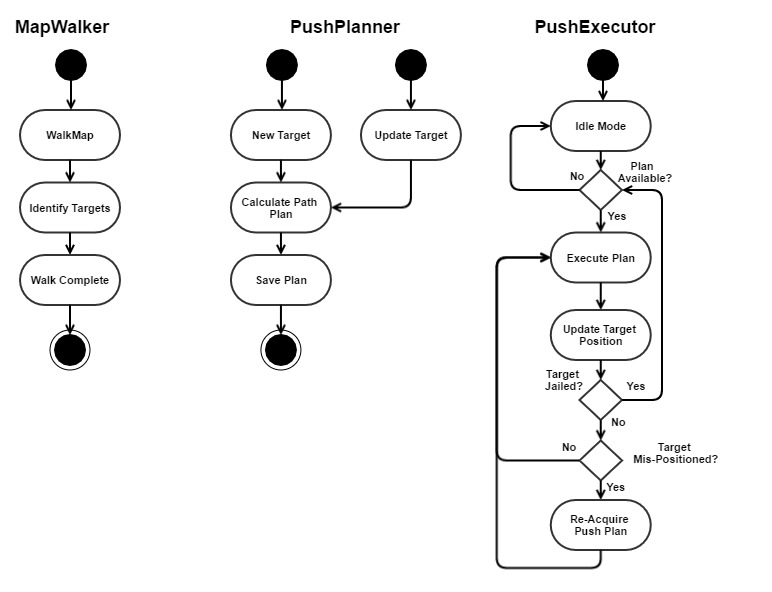 MapWalker
WalkMap
Identify Targets
Walk Complete
PushPlanner
New Target
Update Target
Calculate Path
Plan
Save Plan
PushExecutor
Idle Mode
Plan
Available?
No
Yes
Execute Plan
Update Target
Position
Target
Jailed?
Yes
No
No
Target
Mis-Positioned?
Yes
Re-Acquire
Push Plan